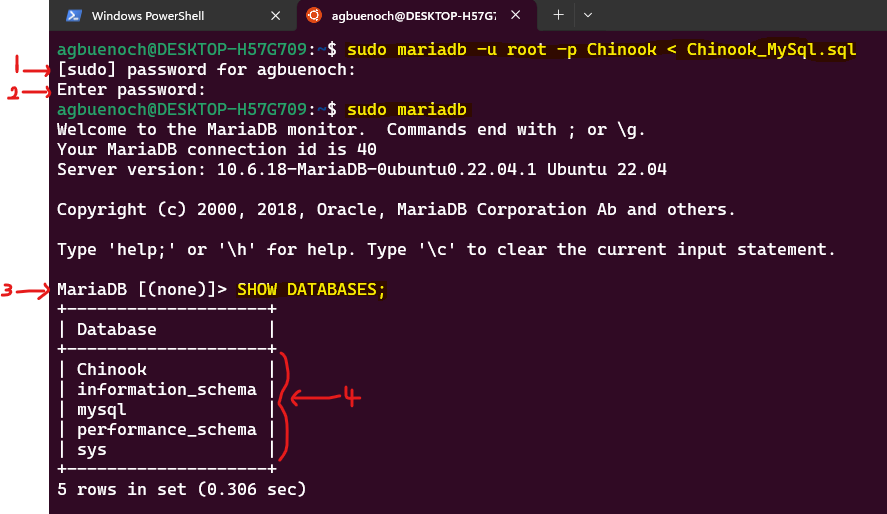 Windows PowerShell
agbuenoch@DESKTOP-H57G7
agbuenoch@DESKTOP-H57G709:~$ sudo mariadb -u root -p Chinook < Chinook_MySql.sql
1 [sudo] password for agbuenoch:
2 Enter password:
agbuenoch@DESKTOP-H57G709:~$ sudo mariadb
Welcome to the MariaDB monitor.  Commands end with ; or \g.
Your MariaDB connection id is 40
Server version: 10.6.18-MariaDB-0ubuntu0.22.04.1 Ubuntu 22.04
Copyright (c) 2000, 2018, Oracle, MariaDB Corporation Ab and others.
Type 'help;' or '\h' for help. Type '\c' to clear the current input statement.
3 MariaDB [(none)]> SHOW DATABASES;
+--------------------+
| Database           |
+--------------------+
| Chinook            |
| information_schema | 4
| mysql              |
| performance_schema |
| sys                |
+--------------------+
5 rows in set (0.306 sec)